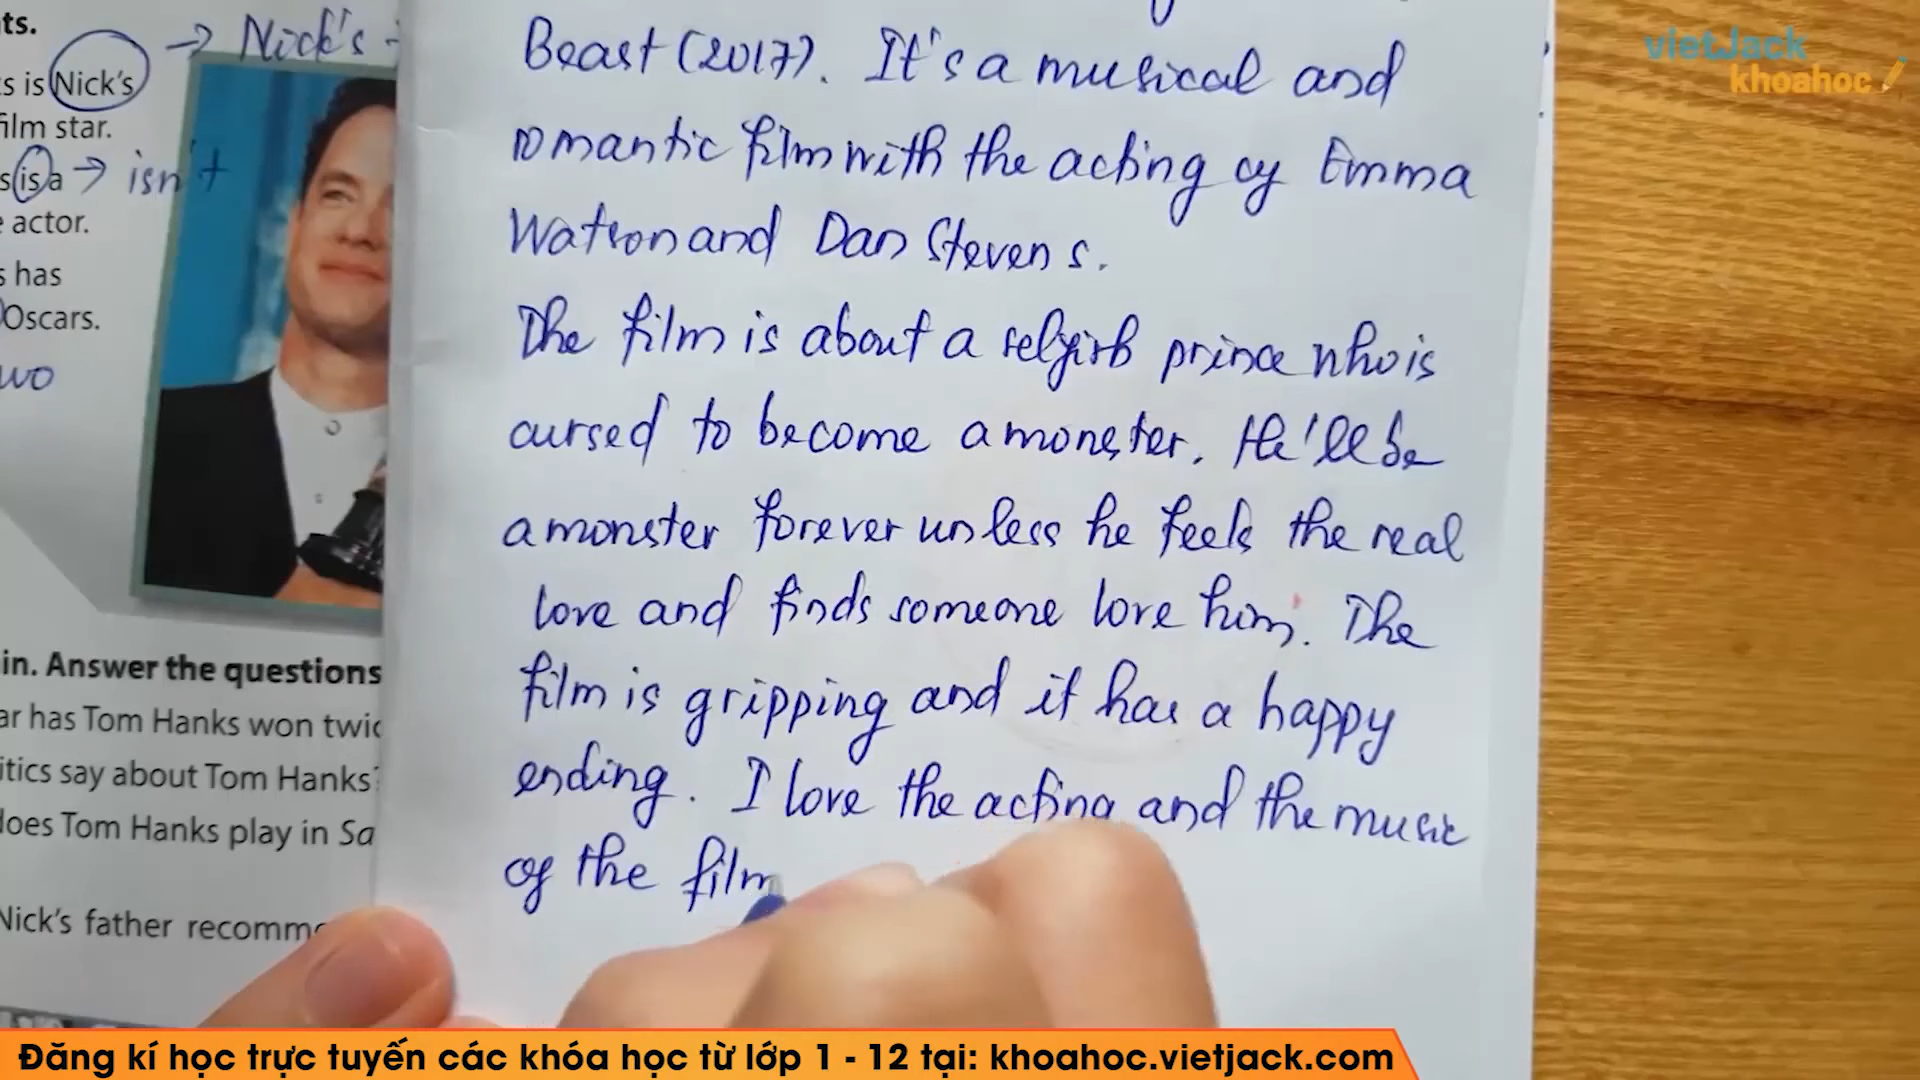 ts.
s is Nick's
film star.
s is a
actor.
s has
Oscars.
wo
→ Nick's
→ isn't
in. Answer the questions
ar has Tom Hanks won twic
itics say about Tom Hanks?
does Tom Hanks play in Sa
Nick's father recomme
Beast (2017). It's a musical and
romantic film with the acting of Emma
Watson and Dan Stevens.
The film is about a selfish prince who is
cursed to become a monster. He'll be
a monster forever unless he feels the real
love and finds someone love him. The
film is gripping and it has a happy
ending. I love the acting and the music
of the film
vietJack
khoahoc
Đăng kí học trực tuyến các khóa học từ lớp 1 - 12 tại: khoahoc.vietjack.com